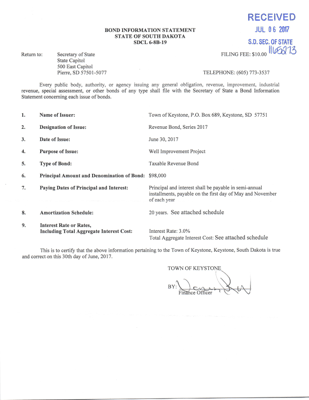 RECEIVED
JUL 06 2017
S.D. SEC. OF STATE
BOND INFORMATION STATEMENT
STATE OF SOUTH DAKOTA
SDCL 6-8B-19
Return to: Secretary of State FILING FEE: $10.00
State Capitol
500 East Capitol
Pierre, SD 57501-5077 TELEPHONE: (605) 773-3537
Every public body, authority, or agency issuing any general obligation, revenue, improvement, industrial
revenue, special assessment, or other bonds of any type shall file with the Secretary of State a Bond Information
Statement concerning each issue of bonds.
1. Name of Issuer: Town of Keystone, P.O. Box 689, Keystone, SD 57751
2. Designation of Issue: Revenue Bond, Series 2017
3. Date of Issue: June 30, 2017
4. Purpose of Issue: Well Improvement Project
5. Type of Bond: Taxable Revenue Bond
6. Principal Amount and Denomination of Bond: $98,000
7. Paying Dates of Principal and Interest: Principal and interest shall be payable in semi-annual
installments, payable on the first day of May and November
of each year
8. Amortization Schedule: 20 years. See attached schedule
9. Interest Rate or Rates,
Including Total Aggregate Interest Cost: Interest Rate: 3.0%
Total Aggregate Interest Cost: See attached schedule
This is to certify that the above information pertaining to the Town of Keystone, Keystone, South Dakota is true
and correct on this 30th day of June, 2017.
TOWN OF KEYSTONE
BY:
Finance Officer